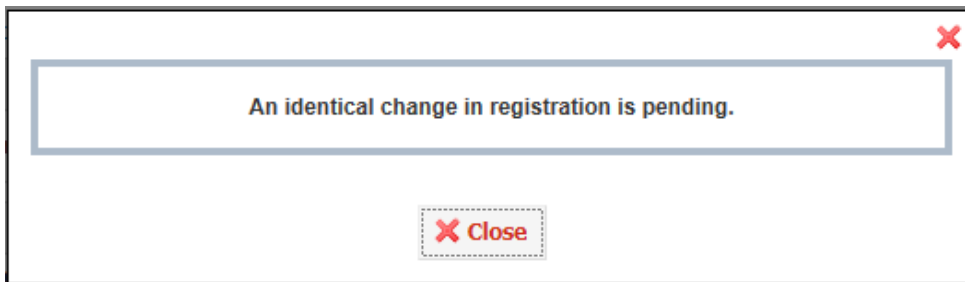 An identical change in registration is pending.
Close